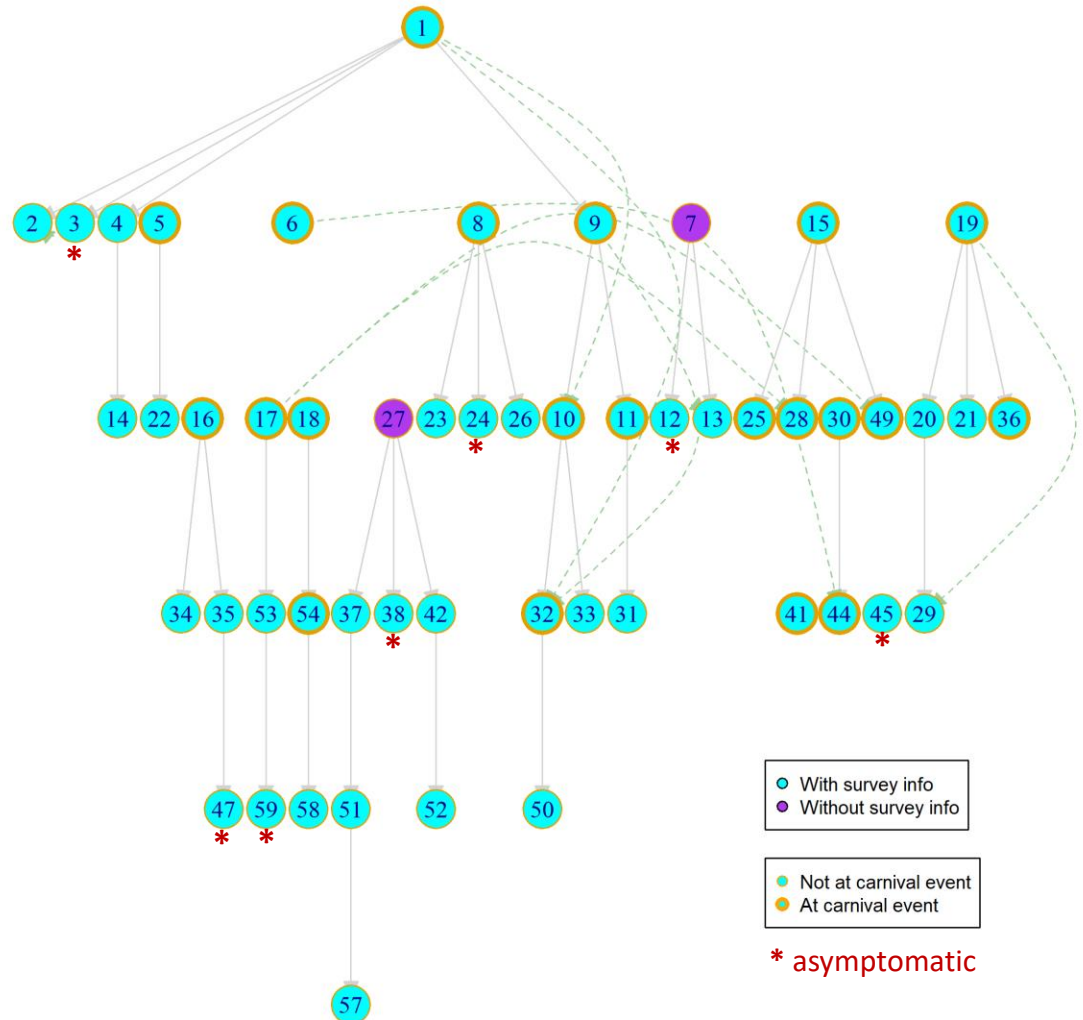 1
2 3 4 5 6 8 9 7 15 19
* 
14 22 16 17 18 27 23 24 26 10 11 12 13 25 28 30 49 20 21 36
* *
34 35 53 54 37 38 42 32 33 31 41 44 45 29
* *
With survey info
Without survey info
47 59 58 51 52 50
* *
Not at carnival event
At carnival event
* asymptomatic
57